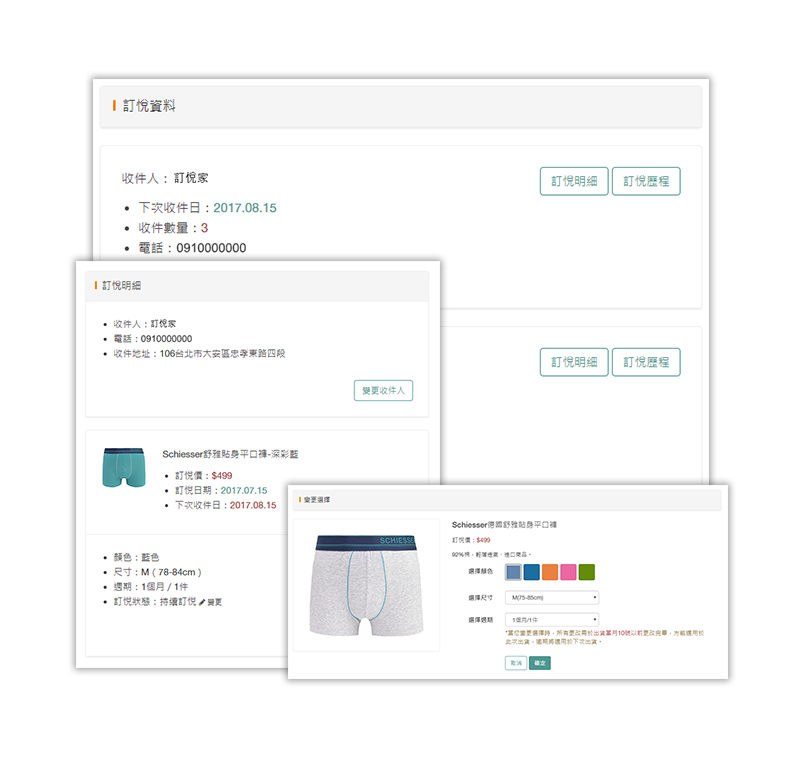 訂悅資料
收件人：訂悅家
訂悅明細
訂悅歷程
下次收件日：2017.08.15
收件數量：3
電話：0910000000
訂悅明細
訂悅歷程
訂悅明細
收件人：訂悅家
電話：0910000000
收件地址：106台北市大安區忠孝東路四段
變更收件人
Schiesser舒雅貼身平口褲-深彩藍
訂悅價：$499
訂悅日期：2017.07.15
下次收件日：2017.08.15
顏色：藍色
尺寸：M ( 78-84cm )
週期：1個月 / 1件
訂悅狀態：持續訂悅 變更
變更選擇
SCHIESSE
Schiesser德國舒雅貼身平口褲
訂悅價：$499
92%棉，輕薄透氣，進口商品。
選擇顏色
選擇尺寸 M(75-85cm)
選擇週期 1個月/1件
*當您變更選擇時，所有更改需於出貨當月10號以前更改完畢，方能適用於
此次出貨，逾期將適用於下次出貨。
取消
確定